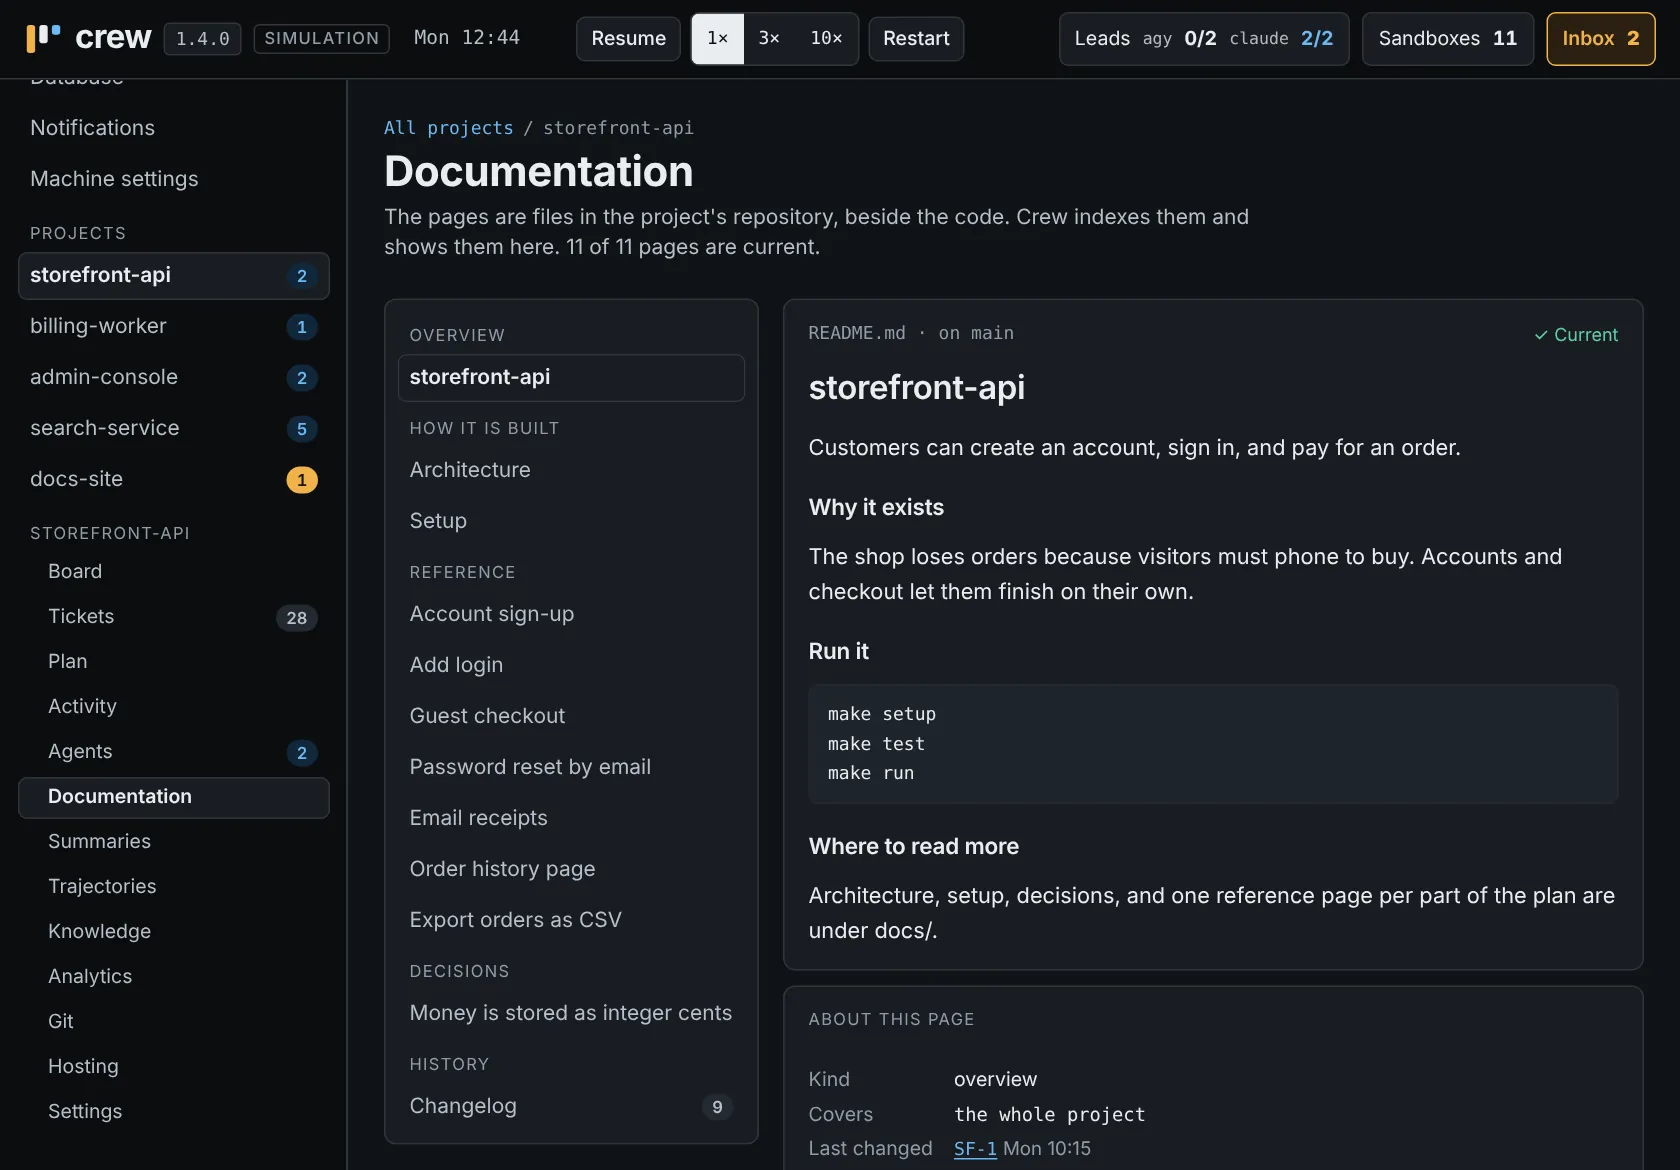 crew 1.4.0 SIMULATION Mon 12:44 Resume 1× 3× 10× Restart Leads agy 0/2 claude 2/2 Sandboxes 11 Inbox 2
Database
Notifications
Machine settings
PROJECTS
storefront-api 2
billing-worker 1
admin-console 2
search-service 5
docs-site 1
STOREFRONT-API
Board
Tickets 28
Plan
Activity
Agents 2
Documentation
Summaries
Trajectories
Knowledge
Analytics
Git
Hosting
Settings
All projects / storefront-api
Documentation
The pages are files in the project's repository, beside the code. Crew indexes them and
shows them here. 11 of 11 pages are current.
OVERVIEW
storefront-api
HOW IT IS BUILT
Architecture
Setup
REFERENCE
Account sign-up
Add login
Guest checkout
Password reset by email
Email receipts
Order history page
Export orders as CSV
DECISIONS
Money is stored as integer cents
HISTORY
Changelog 9
README.md · on main ✓ Current
storefront-api
Customers can create an account, sign in, and pay for an order.
Why it exists
The shop loses orders because visitors must phone to buy. Accounts and
checkout let them finish on their own.
Run it
make setup
make test
make run
Where to read more
Architecture, setup, decisions, and one reference page per part of the plan are
under docs/.
ABOUT THIS PAGE
Kind overview
Covers the whole project
Last changed SF-1 Mon 10:15